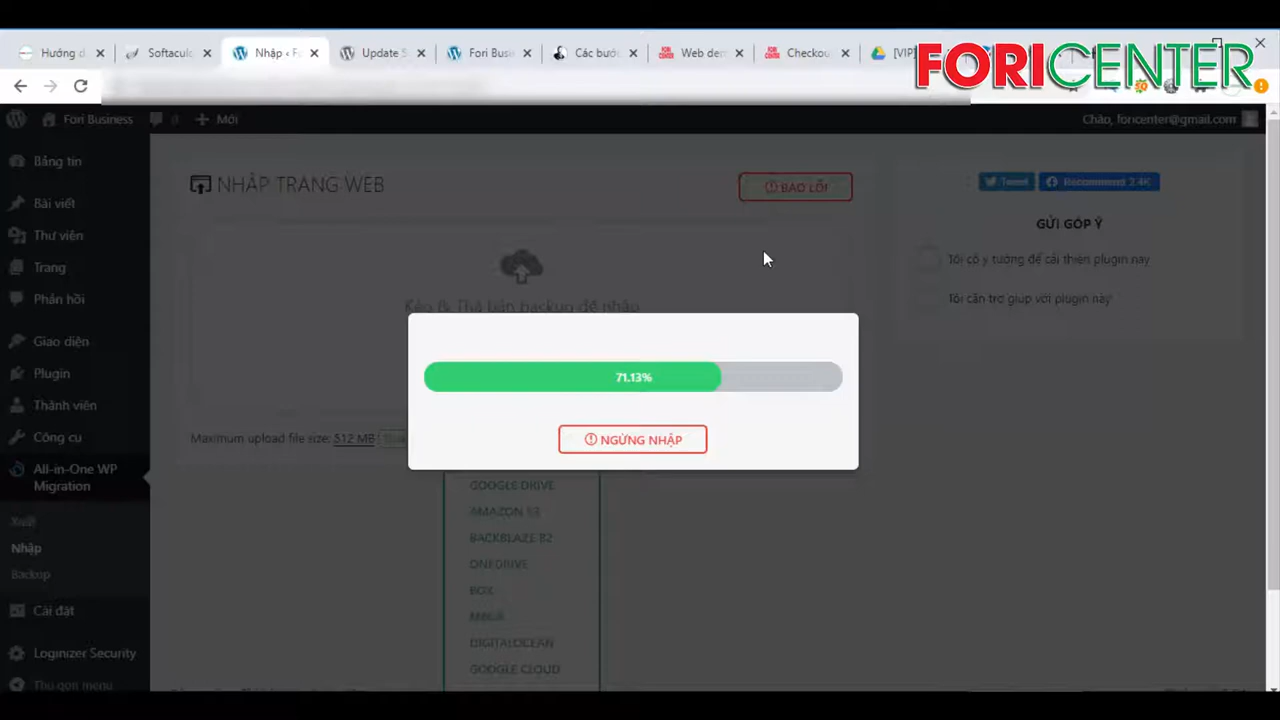 Hướng d
Softacul
Nhập ‹ Fo
Update S
Fori Busi
Các bước
Web dem
Checkou
[VIP]
FORICENTER
Fori Business
0
Mới
Chào, foricenter@gmail.com
Bảng tin
Bài viết
Thư viện
Trang
Phản hồi
Giao diện
Plugin
Thành viên
Công cụ
All-in-One WP
Migration
Xuất
Nhập
Backup
Cài đặt
Loginizer Security
Thu gọn menu
NHẬP TRANG WEB
BÁO LỖI
Kéo & Thả bản backup để nhập
71.13%
NGỪNG NHẬP
Maximum upload file size: 512 MB
GOOGLE DRIVE
AMAZON S3
BACKBLAZE B2
ONEDRIVE
BOX
MEGA
DIGITALOCEAN
GOOGLE CLOUD
Tweet
Recommend 2.4K
GỬI GÓP Ý
Tôi có ý tưởng để cải thiện plugin này
Tôi cần trợ giúp với plugin này